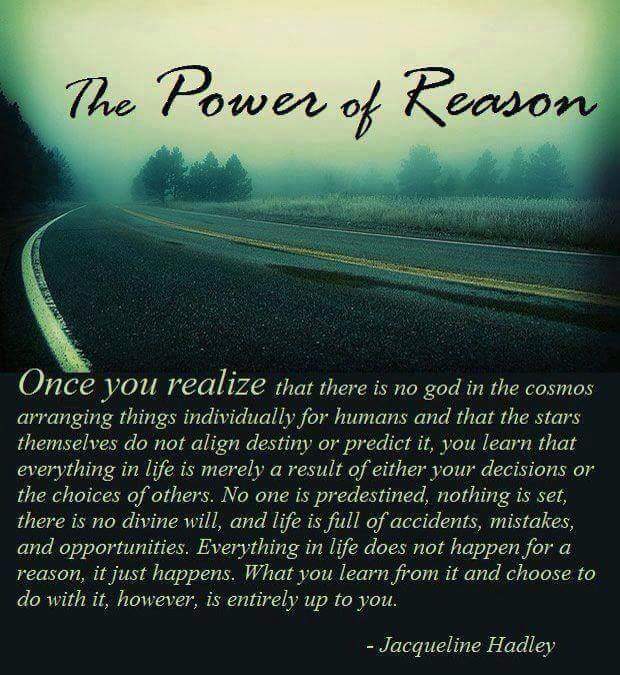 The Power of Reason
Once you realize that there is no god in the cosmos
arranging things individually for humans and that the stars
themselves do not align destiny or predict it, you learn that
everything in life is merely a result of either your decisions or
the choices of others. No one is predestined, nothing is set,
there is no divine will, and life is full of accidents, mistakes,
and opportunities. Everything in life does not happen for a
reason, it just happens. What you learn from it and choose to
do with it, however, is entirely up to you.
- Jacqueline Hadley